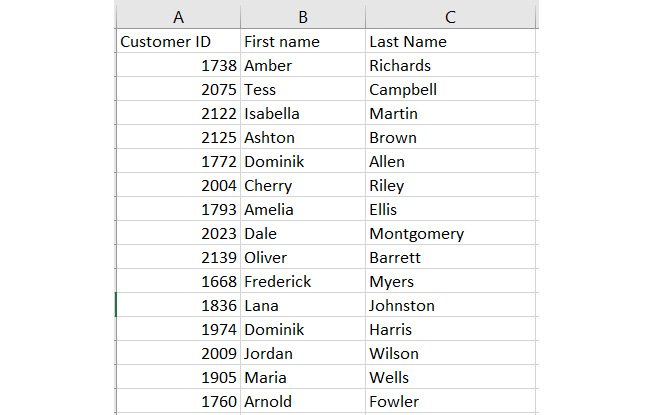 A B C
Customer ID First name Last Name
1738 Amber Richards
2075 Tess Campbell
2122 Isabella Martin
2125 Ashton Brown
1772 Dominik Allen
2004 Cherry Riley
1793 Amelia Ellis
2023 Dale Montgomery
2139 Oliver Barrett
1668 Frederick Myers
1836 Lana Johnston
1974 Dominik Harris
2009 Jordan Wilson
1905 Maria Wells
1760 Arnold Fowler